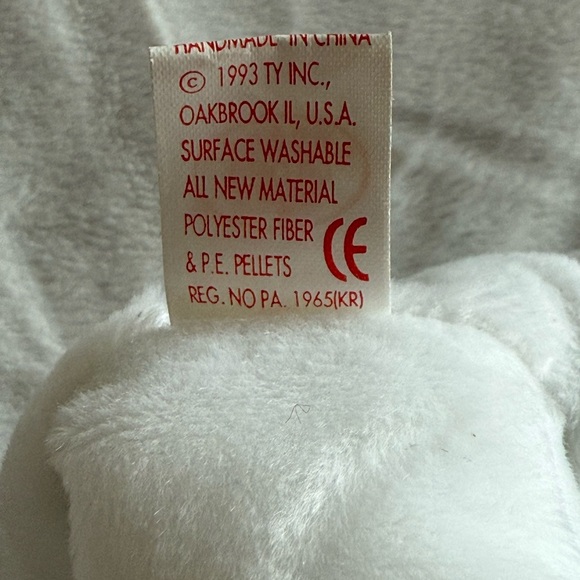 HANDMADE IN CHINA
© 1993 TY INC.,
OAKBROOK IL, U.S.A.
SURFACE WASHABLE
ALL NEW MATERIAL
POLYESTER FIBER
& P.E. PELLETS
CE
REG. NO PA. 1965(KR)